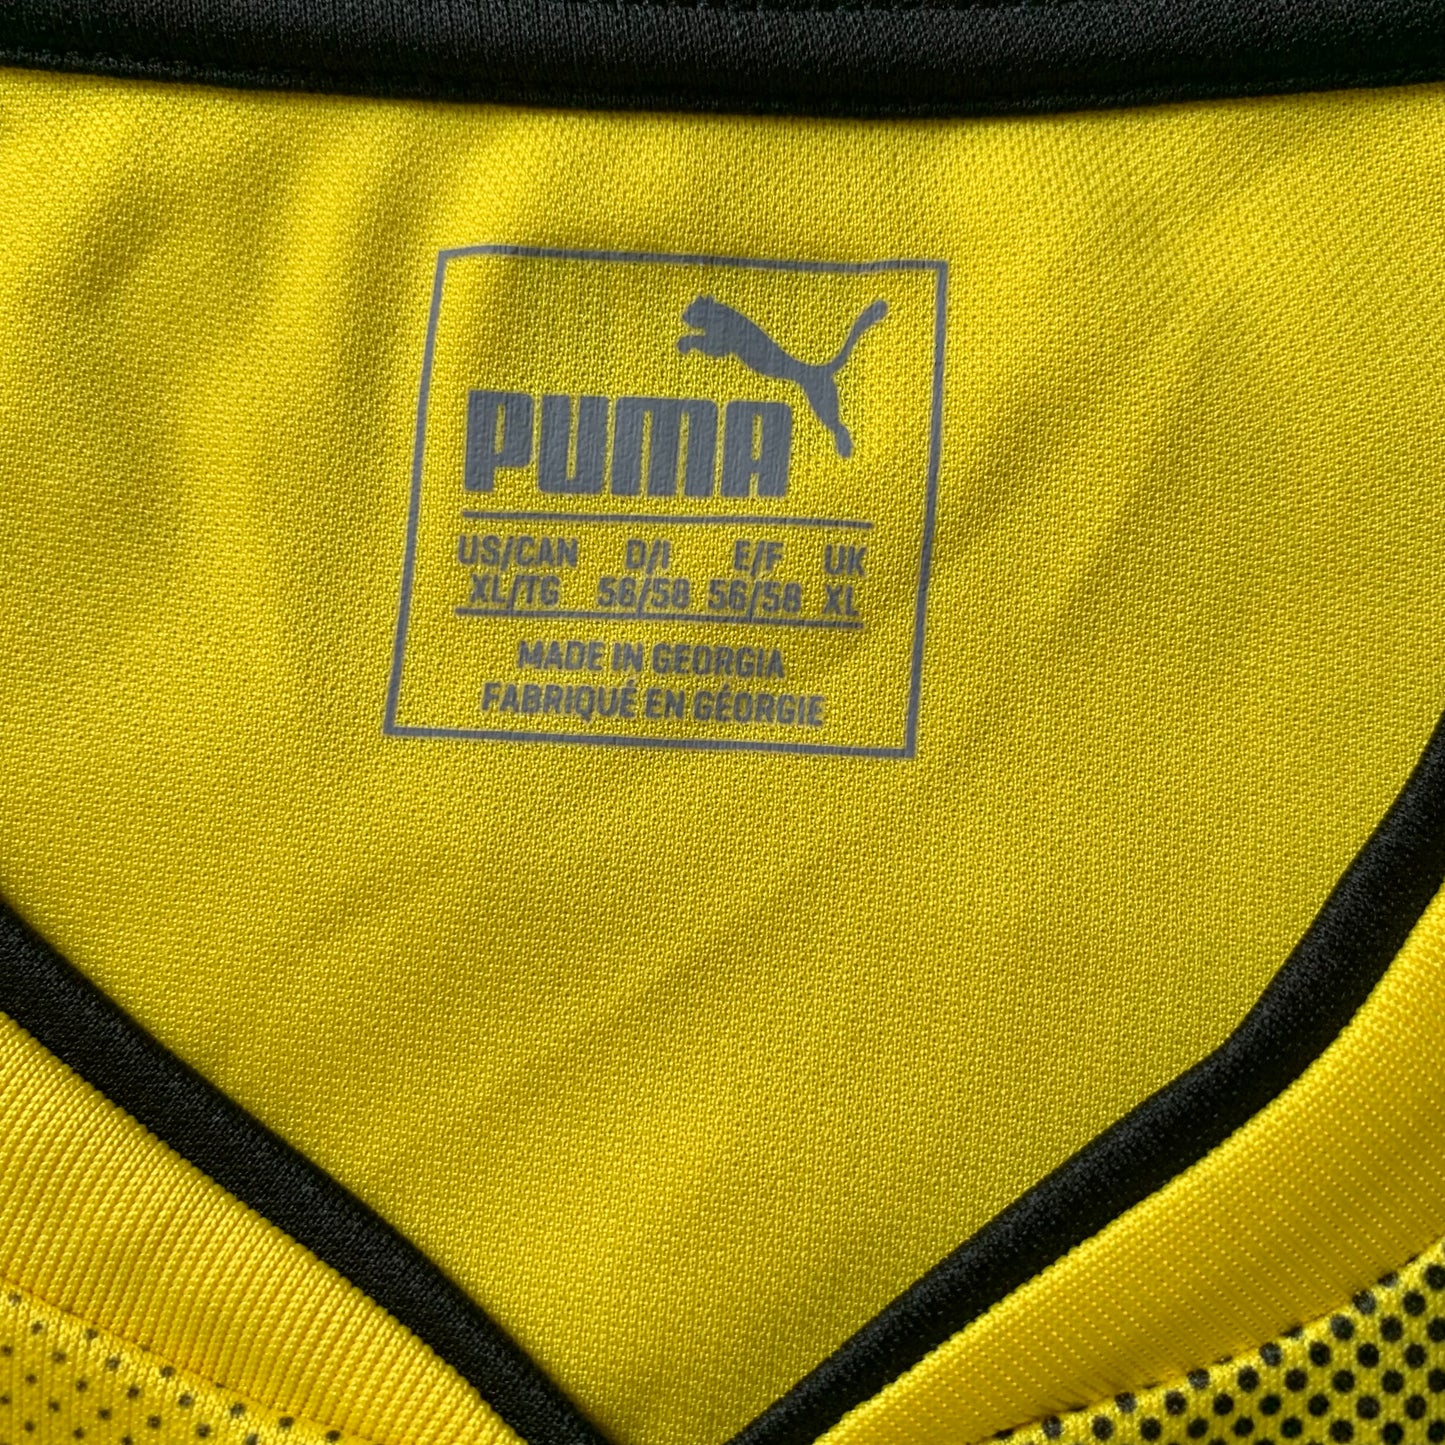 PUMA
US/CAN D/I E/F UK
XL/TG 56/58 56/58 XL
MADE IN GEORGIA
FABRIQUÉ EN GÉORGIE